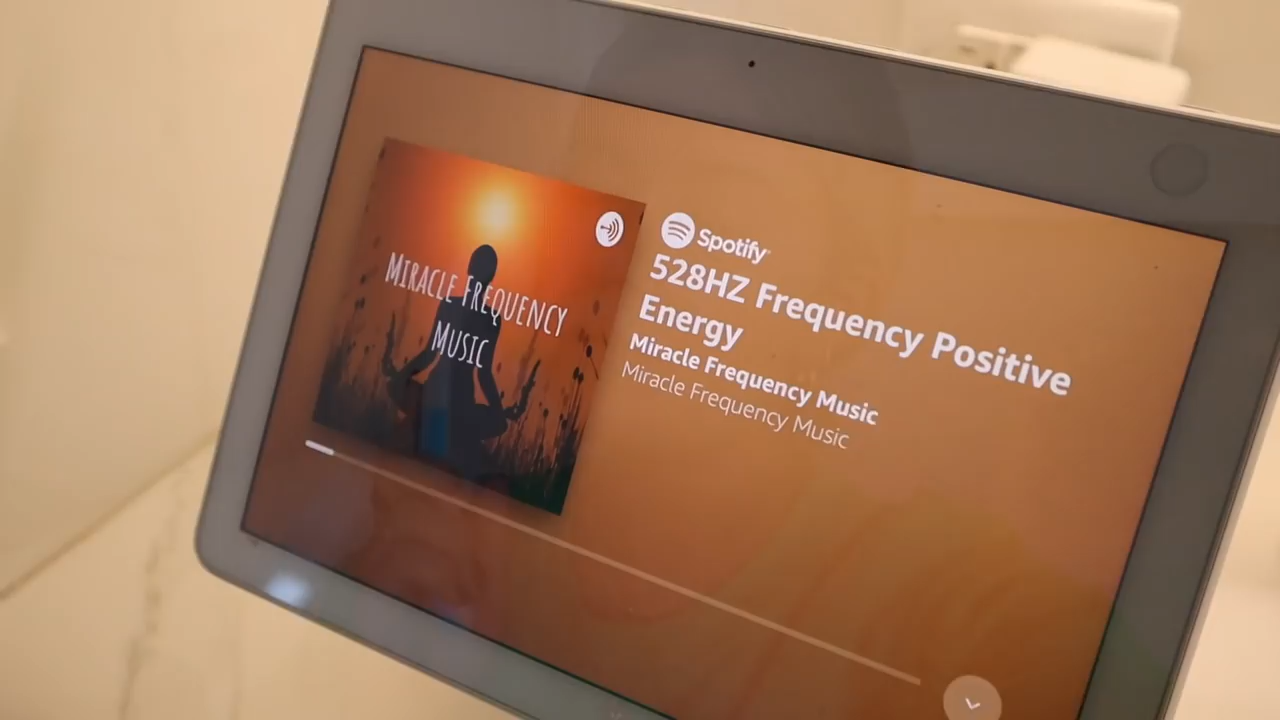 MIRACLE FREQUENCY
MUSIC
Spotify
528HZ Frequency Positive
Energy
Miracle Frequency Music
Miracle Frequency Music